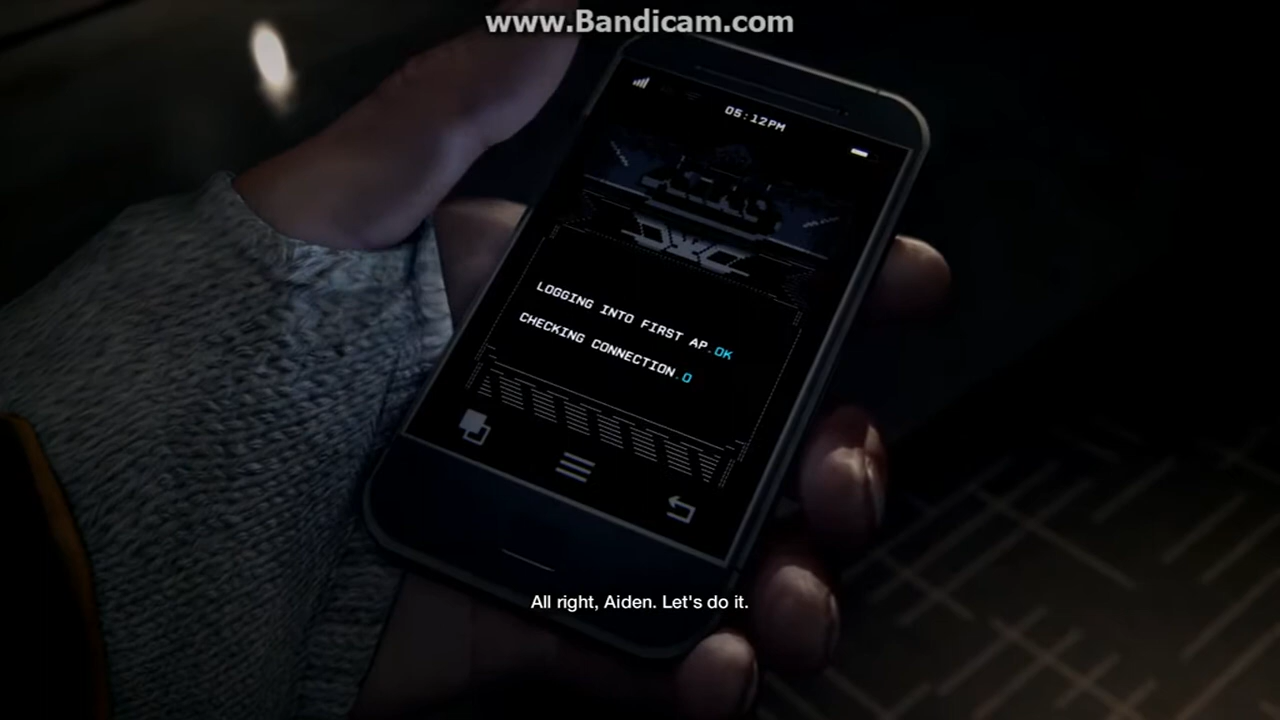 www.Bandicam.com
05:12PM
LOGGING INTO FIRST AP.OK
CHECKING CONNECTION.O
All right, Aiden. Let's do it.